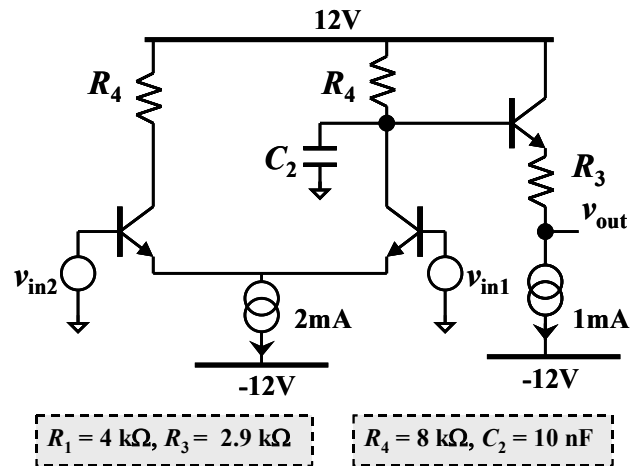 12V
R4 R4
C2 R3
vout
vin2 vin1
2mA 1mA
-12V -12V
R1 = 4 kΩ, R3 = 2.9 kΩ R4 = 8 kΩ, C2 = 10 nF